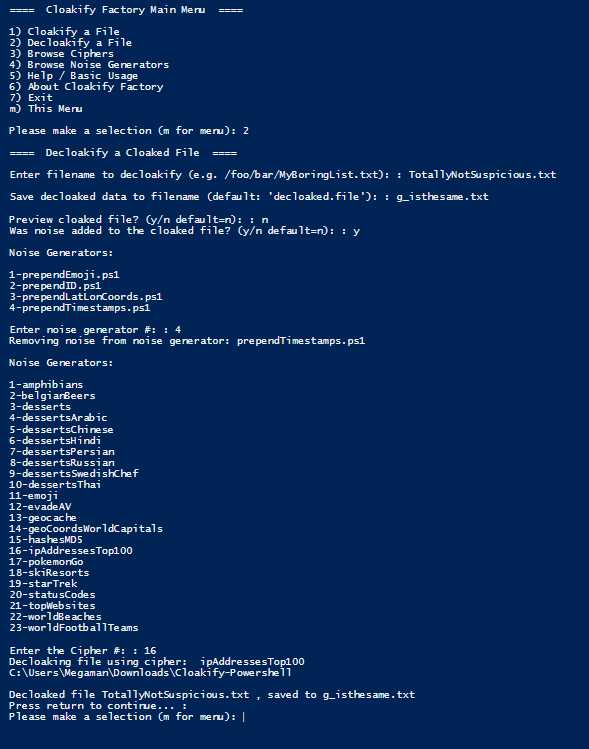 ====  Cloakify Factory Main Menu  ====
1) Cloakify a File
2) Decloakify a File
3) Browse Ciphers
4) Browse Noise Generators
5) Help / Basic Usage
6) About Cloakify Factory
7) Exit
m) This Menu
Please make a selection (m for menu): 2
====  Decloakify a Cloaked File  ====
Enter filename to decloakify (e.g. /foo/bar/MyBoringList.txt): : TotallyNotSuspicious.txt
Save decloaked data to filename (default: 'decloaked.file'): : g_isthesame.txt
Preview cloaked file? (y/n default=n): : n
Was noise added to the cloaked file? (y/n default=n): : y
Noise Generators:
1-prependEmoji.ps1
2-prependID.ps1
3-prependLatLonCoords.ps1
4-prependTimestamps.ps1
Enter noise generator #: : 4
Removing noise from noise generator: prependTimestamps.ps1
Noise Generators:
1-amphibians
2-belgianBeers
3-desserts
4-dessertsArabic
5-dessertsChinese
6-dessertsHindi
7-dessertsPersian
8-dessertsRussian
9-dessertsSwedishChef
10-dessertsThai
11-emoji
12-evadeAV
13-geocache
14-geoCoordsWorldCapitals
15-hashesMD5
16-ipAddressesTop100
17-pokemonGo
18-skiResorts
19-starTrek
20-statusCodes
21-topWebsites
22-worldBeaches
23-worldFootballTeams
Enter the Cipher #: : 16
Decloaking file using cipher:  ipAddressesTop100
C:\Users\Megaman\Downloads\Cloakify-Powershell
Decloaked file TotallyNotSuspicious.txt , saved to g_isthesame.txt
Press return to continue... :
Please make a selection (m for menu):